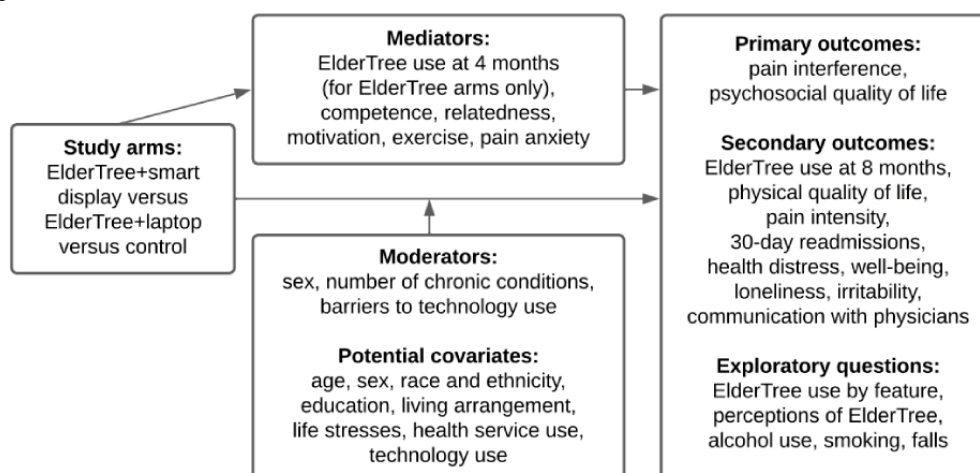 Mediators:
ElderTree use at 4 months
(for ElderTree arms only),
competence, relatedness,
motivation, exercise, pain anxiety
Study arms:
ElderTree+smart
display versus
ElderTree+laptop
versus control
Moderators:
sex, number of chronic conditions,
barriers to technology use
Potential covariates:
age, sex, race and ethnicity,
education, living arrangement,
life stresses, health service use,
technology use
Primary outcomes:
pain interference,
psychosocial quality of life
Secondary outcomes:
ElderTree use at 8 months,
physical quality of life,
pain intensity,
30-day readmissions,
health distress, well-being,
loneliness, irritability,
communication with physicians
Exploratory questions:
ElderTree use by feature,
perceptions of ElderTree,
alcohol use, smoking, falls